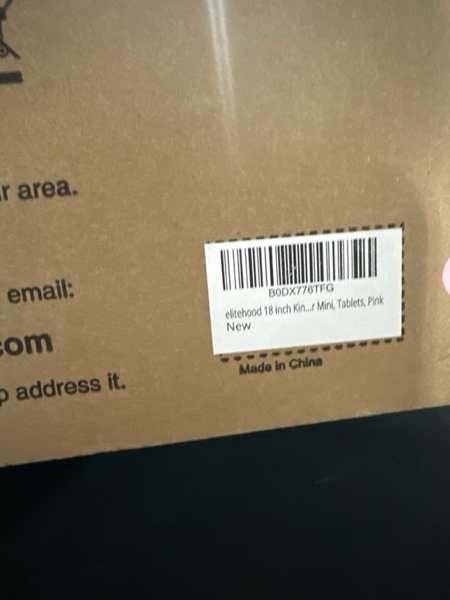 r area.
email:
com
address it.
B0DX776TFG
elitehood 18 inch Kin...r Mini, Tablets, Pink
New
Made in China